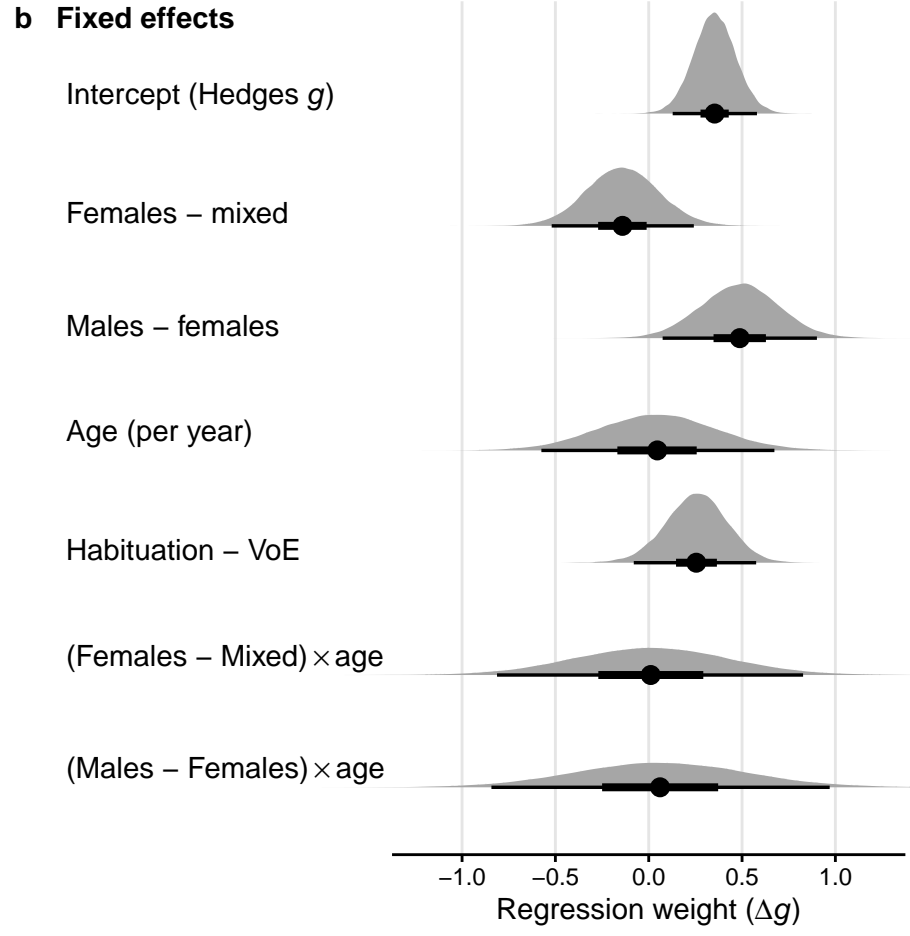 b Fixed effects
Intercept (Hedges g)
Females – mixed
Males – females
Age (per year)
Habituation – VoE
(Females – Mixed) × age
(Males – Females) × age
−1.0 −0.5 0.0 0.5 1.0
Regression weight (Δg)